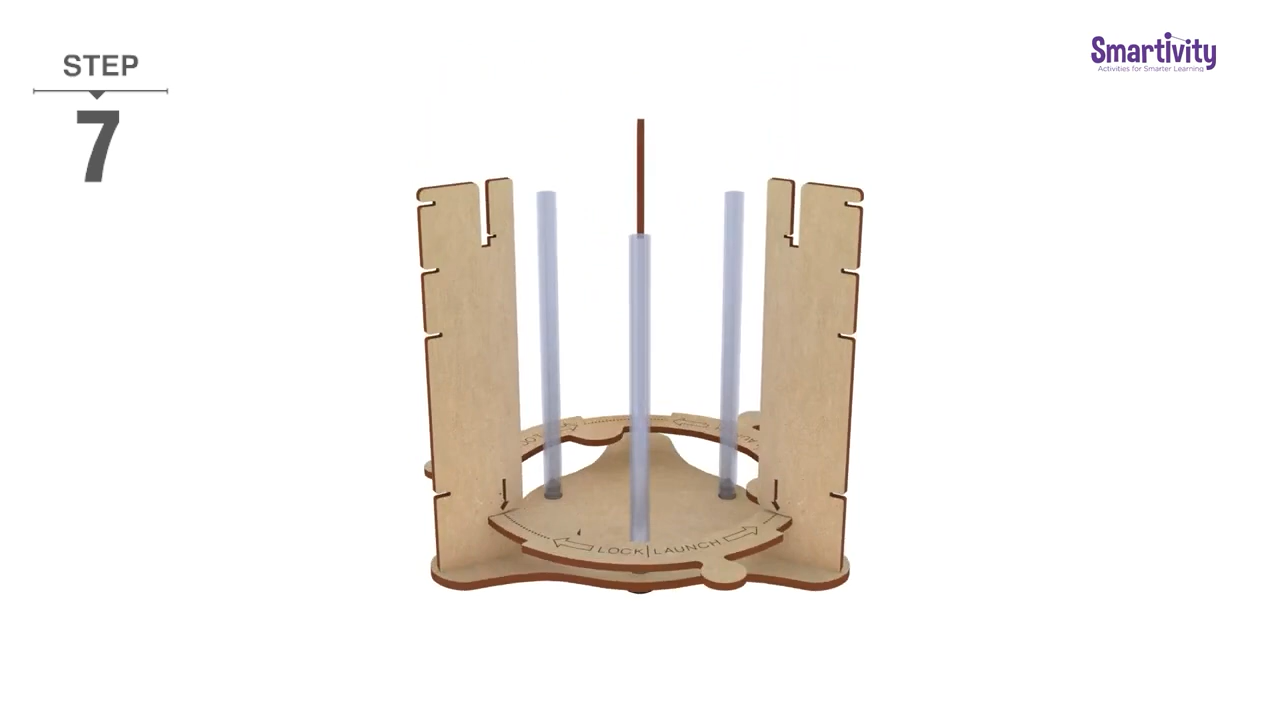 STEP
7
Smartivity
Activities for Smarter Learning
LOCK|LAUNCH